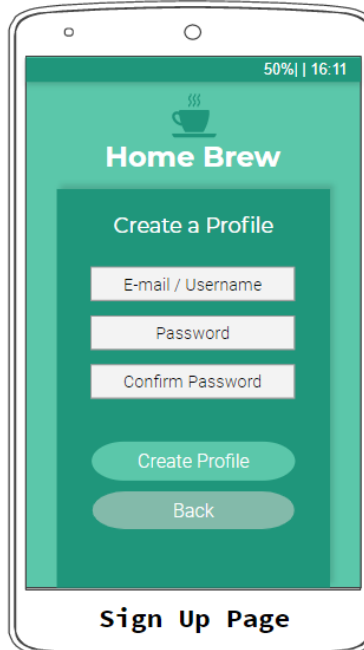 50%| | 16:11
Home Brew
Create a Profile
E-mail / Username
Password
Confirm Password
Create Profile
Back
Sign Up Page